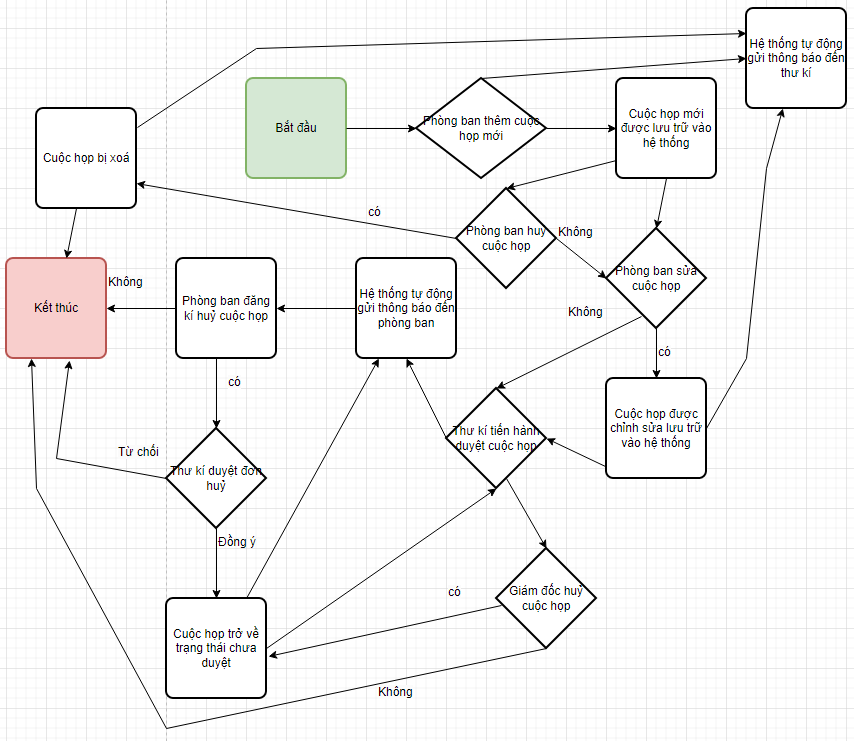 Hệ thống tự động
gửi thông báo đến
thư kí
Bắt đầu
Phòng ban thêm cuộc
họp mới
Cuộc họp mới
được lưu trữ vào
hệ thống
Cuộc họp bị xoá
có
Phòng ban huỷ
cuộc họp
Không
Phòng ban sửa
cuộc họp
Kết thúc
Không
Phòng ban đăng
kí huỷ cuộc họp
Hệ thống tự động
gửi thông báo đến
phòng ban
Không
có
có
Thư kí tiến hành
duyệt cuộc họp
Cuộc họp được
chỉnh sửa lưu trữ
vào hệ thống
Từ chối
Thư kí duyệt đơn
huỷ
Đồng ý
có
Giám đốc huỷ
cuộc họp
Cuộc họp trở về
trạng thái chưa
duyệt
Không